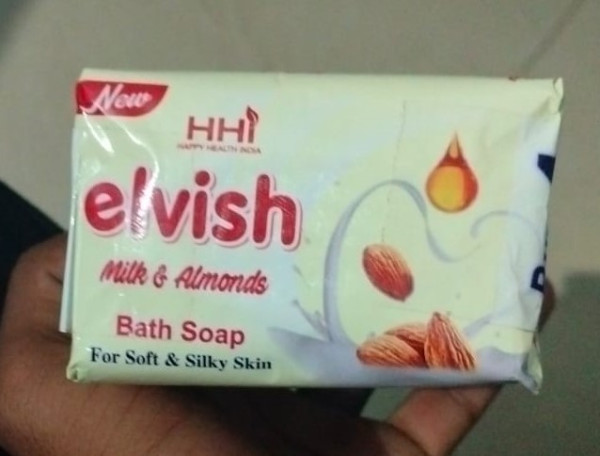 New
HHI
HAPPY HEALTH INDIA
elvish
Milk & Almonds
Bath Soap
For Soft & Silky Skin